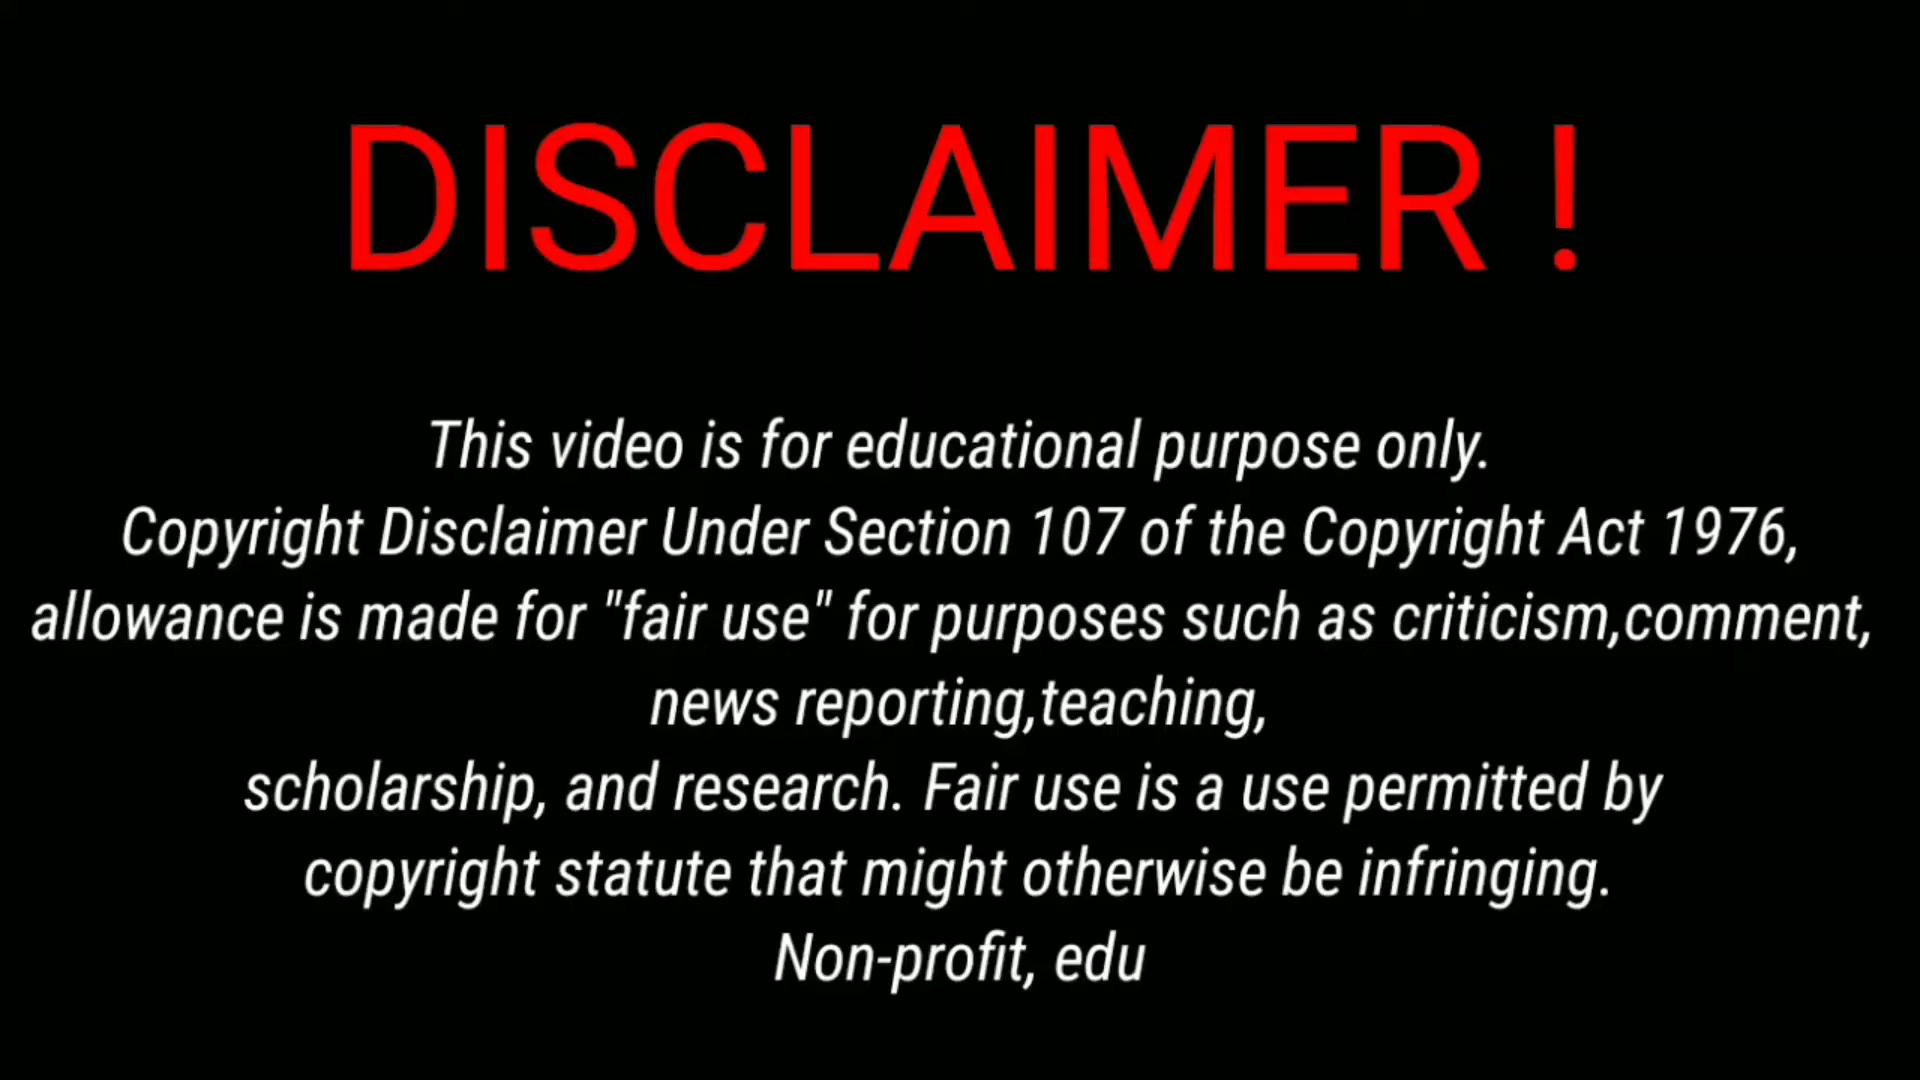 DISCLAIMER !
This video is for educational purpose only.
Copyright Disclaimer Under Section 107 of the Copyright Act 1976,
allowance is made for "fair use" for purposes such as criticism,comment,
news reporting,teaching,
scholarship, and research. Fair use is a use permitted by
copyright statute that might otherwise be infringing.
Non-profit, edu